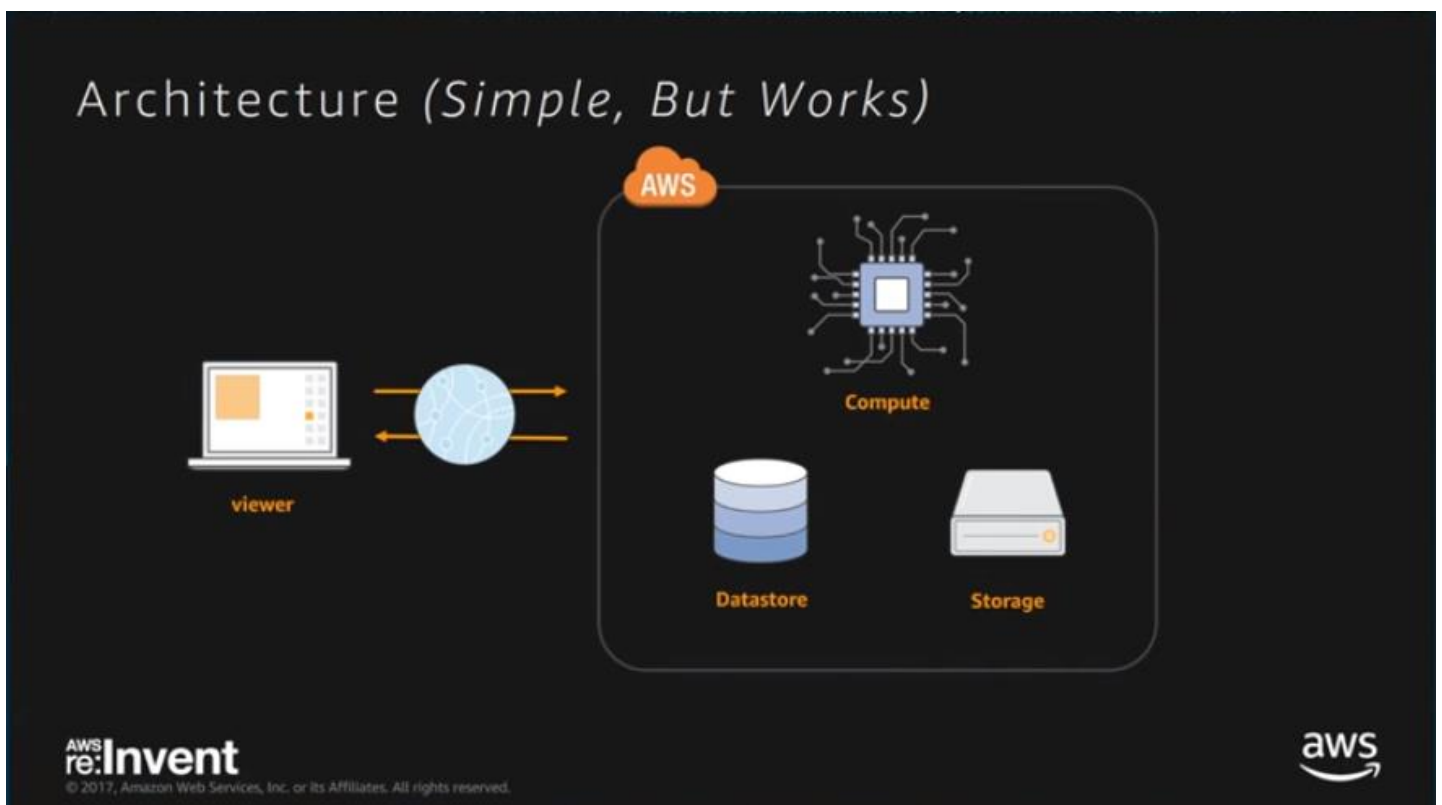 Architecture (Simple, But Works)
AWS
Compute
viewer
Datastore
Storage
AWS
re:Invent
© 2017, Amazon Web Services, Inc. or its Affiliates. All rights reserved.
aws